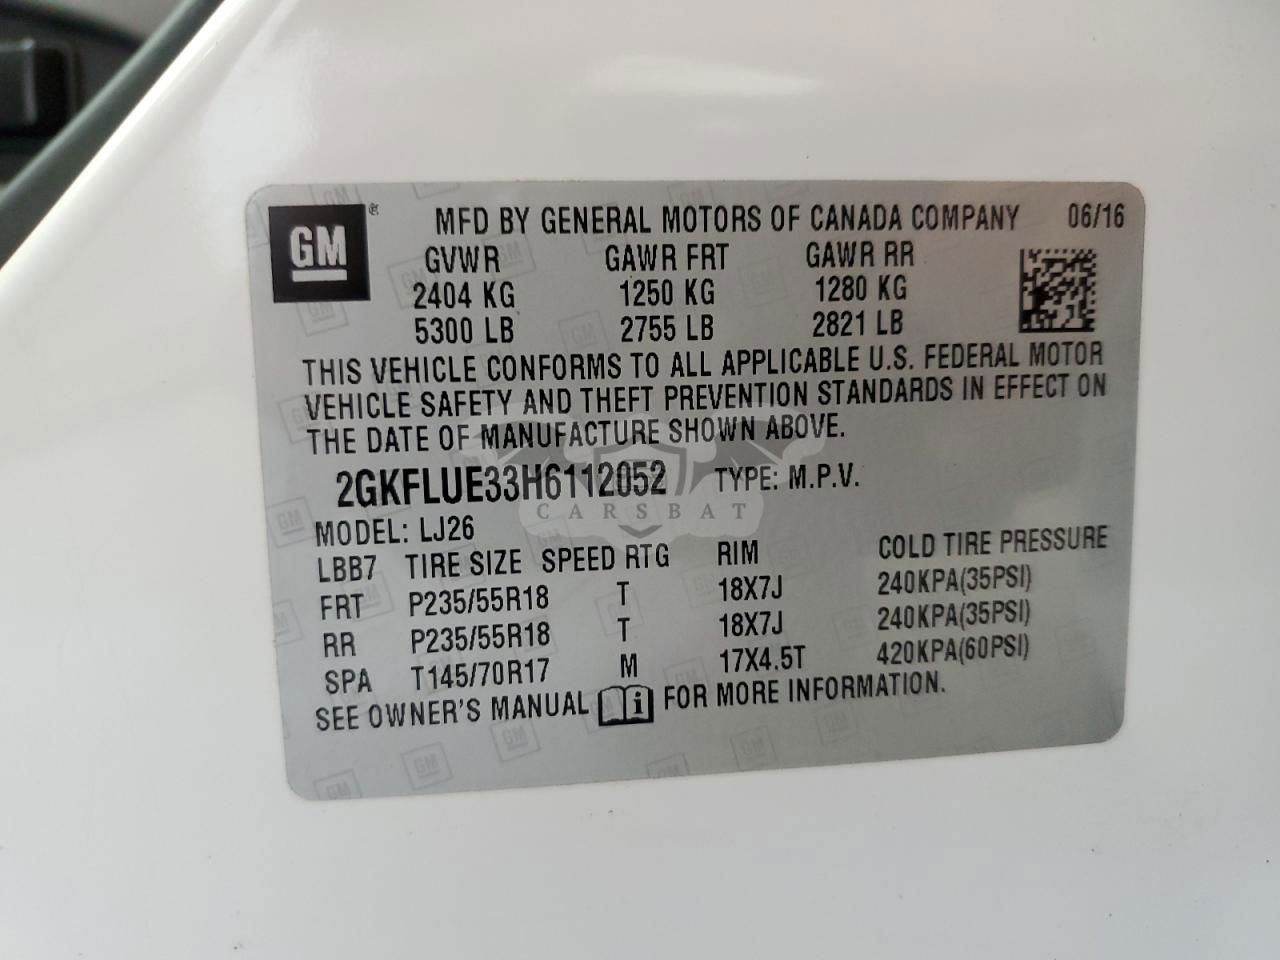 GM MFD BY GENERAL MOTORS OF CANADA COMPANY 06/16
GVWR GAWR FRT GAWR RR
2404 KG 1250 KG 1280 KG
5300 LB 2755 LB 2821 LB
THIS VEHICLE CONFORMS TO ALL APPLICABLE U.S. FEDERAL MOTOR
VEHICLE SAFETY AND THEFT PREVENTION STANDARDS IN EFFECT ON
THE DATE OF MANUFACTURE SHOWN ABOVE.
2GKFLUE33H6112052 TYPE: M.P.V.
CARSBAT
MODEL: LJ26
LBB7 TIRE SIZE SPEED RTG RIM COLD TIRE PRESSURE
FRT P235/55R18 T 18X7J 240KPA(35PSI)
RR P235/55R18 T 18X7J 240KPA(35PSI)
SPA T145/70R17 M 17X4.5T 420KPA(60PSI)
SEE OWNER'S MANUAL i FOR MORE INFORMATION.